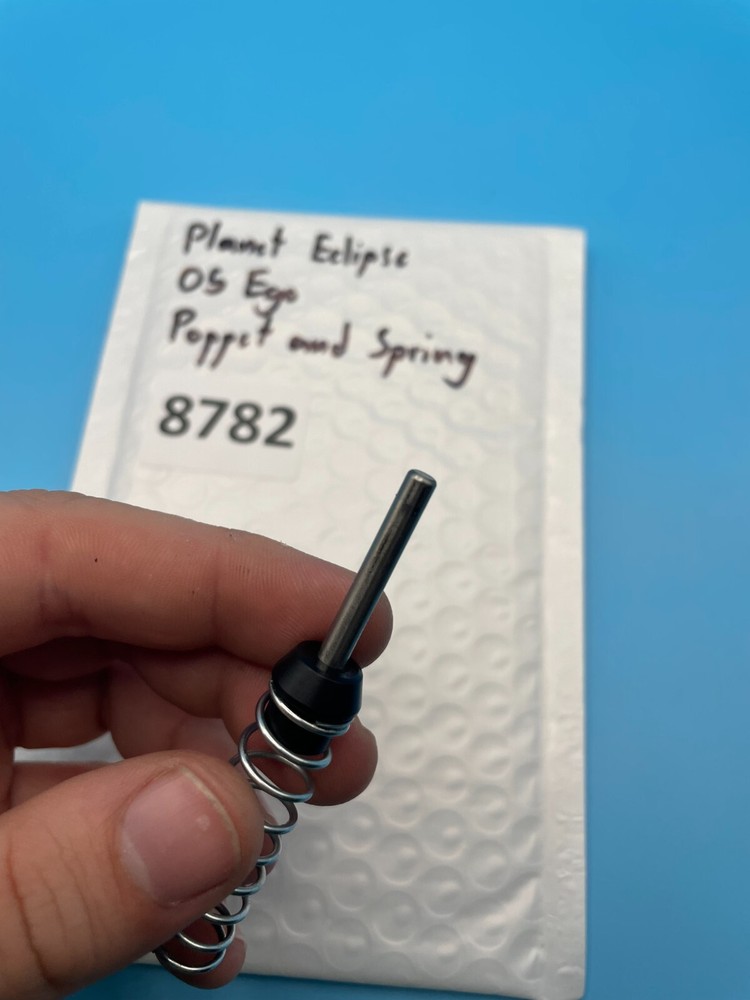 Planet Eclipse
05 Ego
Poppet and Spring
8782